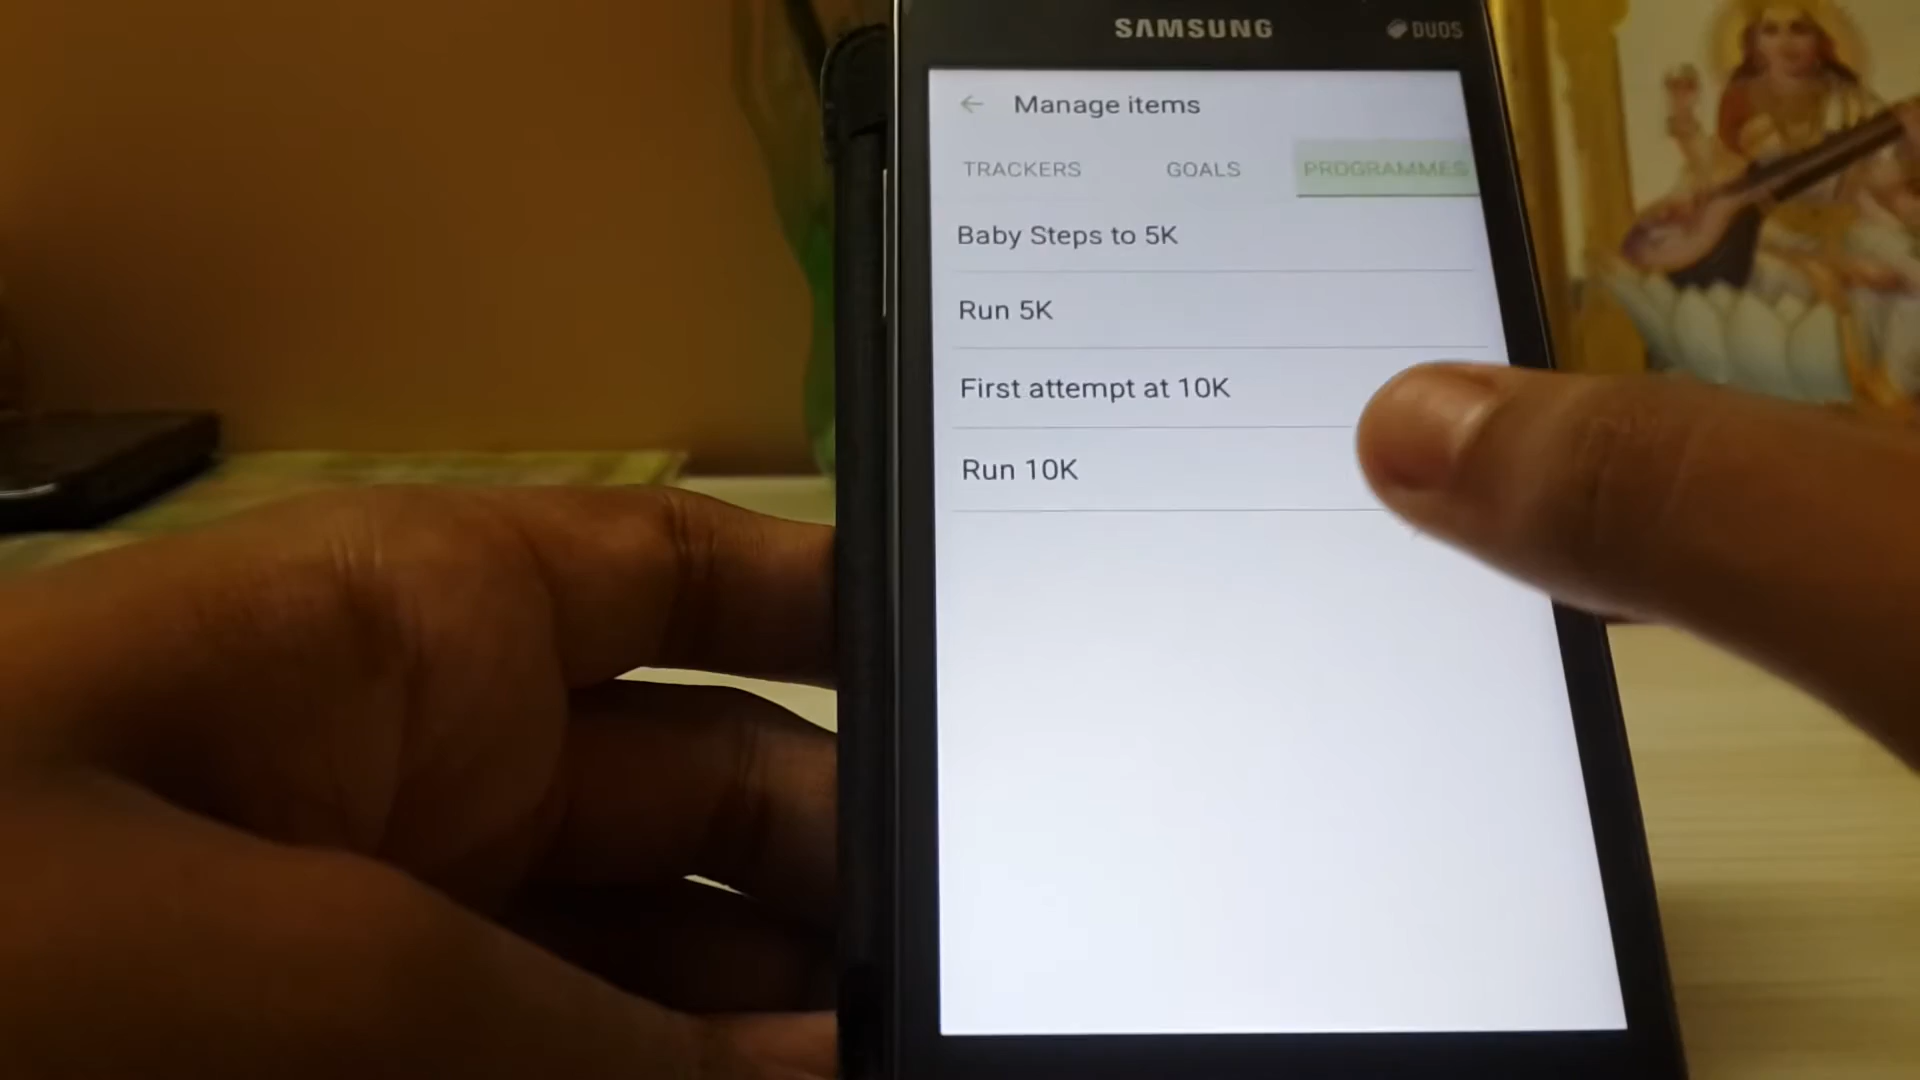 SAMSUNG
DUOS
Manage items
TRACKERS GOALS PROGRAMMES
Baby Steps to 5K
Run 5K
First attempt at 10K
Run 10K